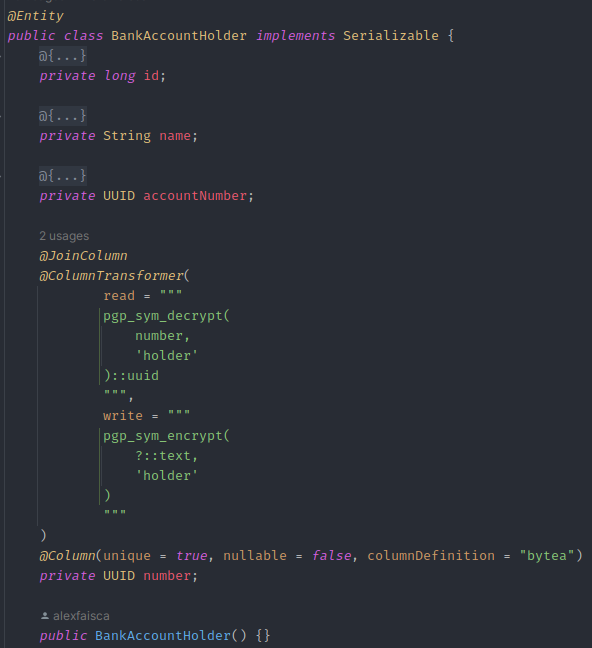 @Entity
public class BankAccountHolder implements Serializable {
@{...}
private long id;
@{...}
private String name;
@{...}
private UUID accountNumber;
2 usages
@JoinColumn
@ColumnTransformer(
read = """
pgp_sym_decrypt(
number,
'holder'
)::uuid
""",
write = """
pgp_sym_encrypt(
?::text,
'holder'
)
"""
)
@Column(unique = true, nullable = false, columnDefinition = "bytea")
private UUID number;
alexfaisca
public BankAccountHolder() {}